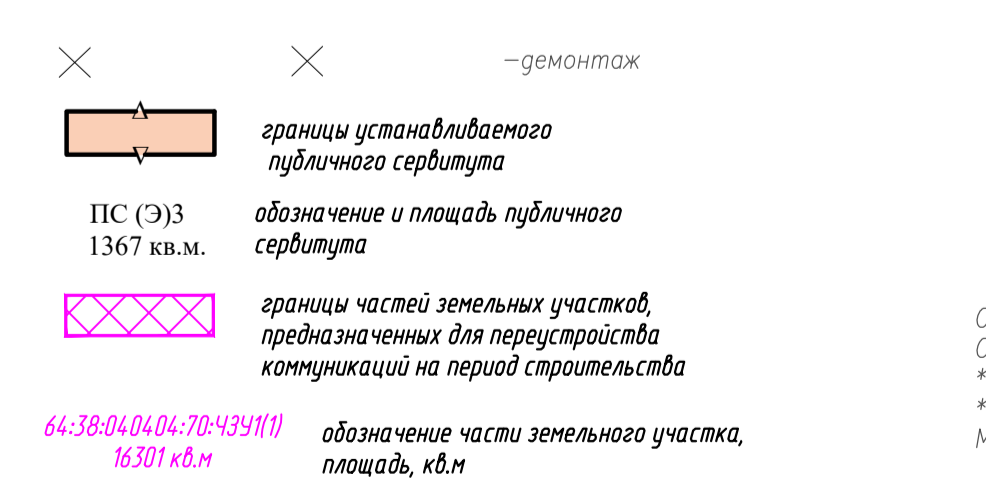 –демонтаж
границы устанавливаемого
публичного сервитута
ПС (Э)3
1367 кв.м.
обозначение и площадь публичного
сервитута
границы частей земельных участков,
предназначенных для переустройства
коммуникаций на период строительства
64:38:040404:70:ЧЗУ1(1)
16301 кв.м
обозначение части земельного участка,
площадь, кв.м